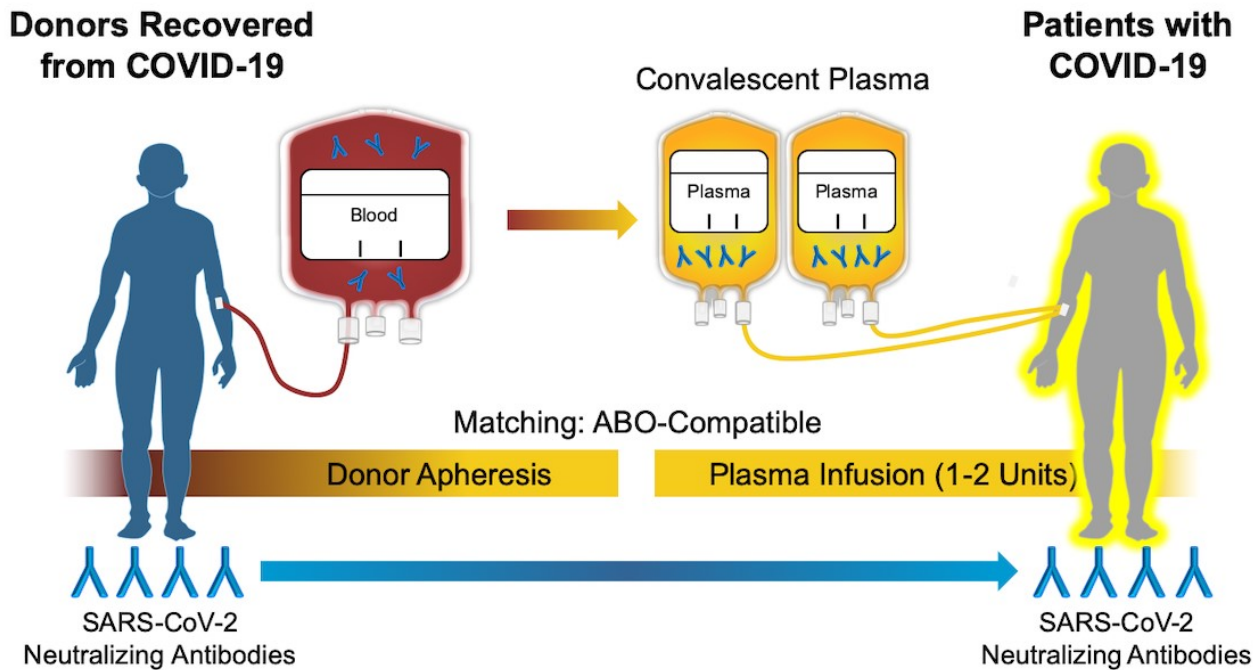 Donors Recovered
from COVID-19
Patients with
COVID-19
Convalescent Plasma
Blood
Plasma
Plasma
Matching: ABO-Compatible
Donor Apheresis
Plasma Infusion (1-2 Units)
SARS-CoV-2
Neutralizing Antibodies
SARS-CoV-2
Neutralizing Antibodies